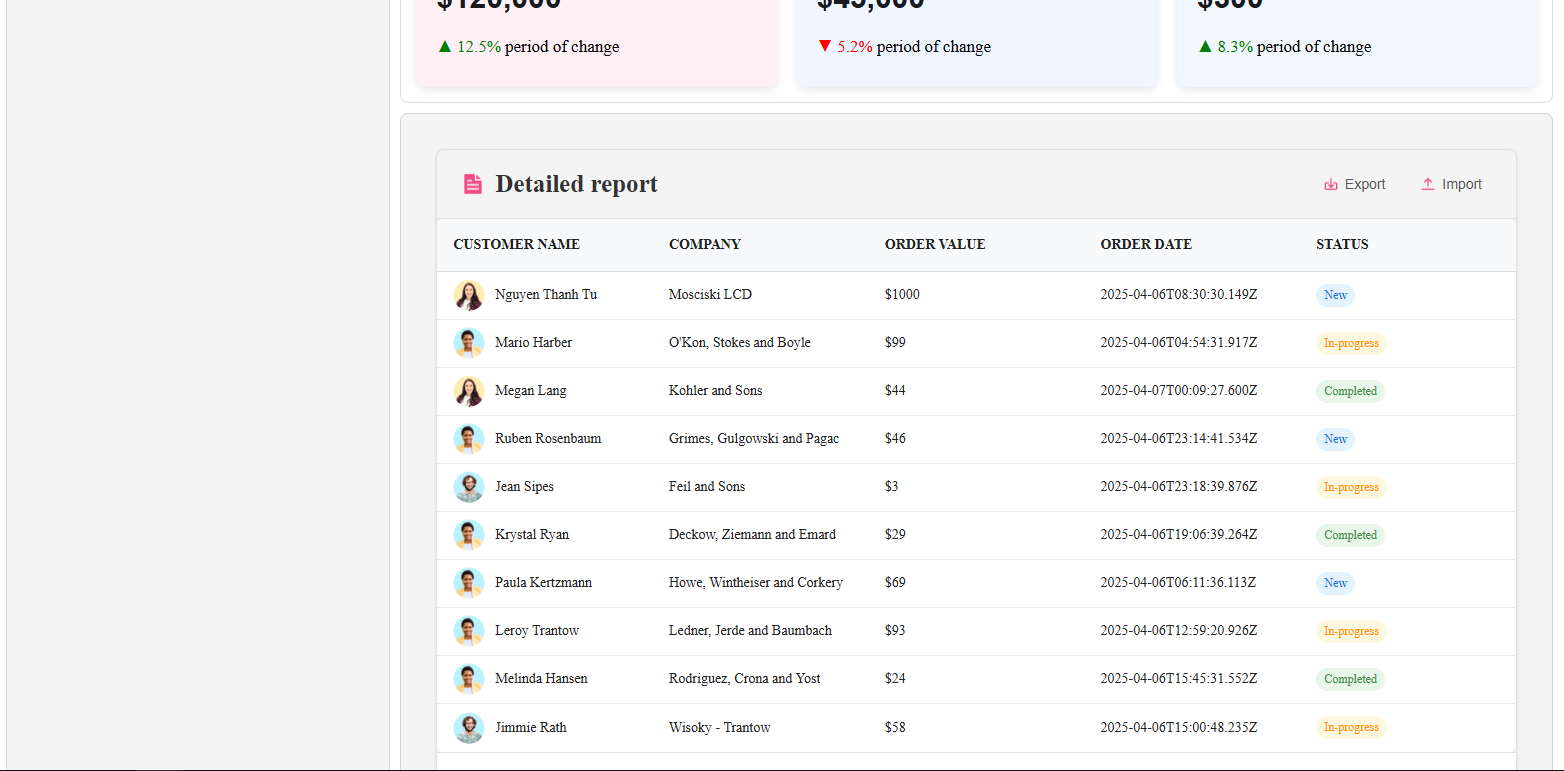 $120,000 $45,000 $300
▲ 12.5% period of change ▼ 5.2% period of change ▲ 8.3% period of change
Detailed report Export Import
CUSTOMER NAME COMPANY ORDER VALUE ORDER DATE STATUS
Nguyen Thanh Tu Mosciski LCD $1000 2025-04-06T08:30:30.149Z New
Mario Harber O'Kon, Stokes and Boyle $99 2025-04-06T04:54:31.917Z In-progress
Megan Lang Kohler and Sons $44 2025-04-07T00:09:27.600Z Completed
Ruben Rosenbaum Grimes, Gulgowski and Pagac $46 2025-04-06T23:14:41.534Z New
Jean Sipes Feil and Sons $3 2025-04-06T23:18:39.876Z In-progress
Krystal Ryan Deckow, Ziemann and Emard $29 2025-04-06T19:06:39.264Z Completed
Paula Kertzmann Howe, Wintheiser and Corkery $69 2025-04-06T06:11:36.113Z New
Leroy Trantow Ledner, Jerde and Baumbach $93 2025-04-06T12:59:20.926Z In-progress
Melinda Hansen Rodriguez, Crona and Yost $24 2025-04-06T15:45:31.552Z Completed
Jimmie Rath Wisoky - Trantow $58 2025-04-06T15:00:48.235Z In-progress